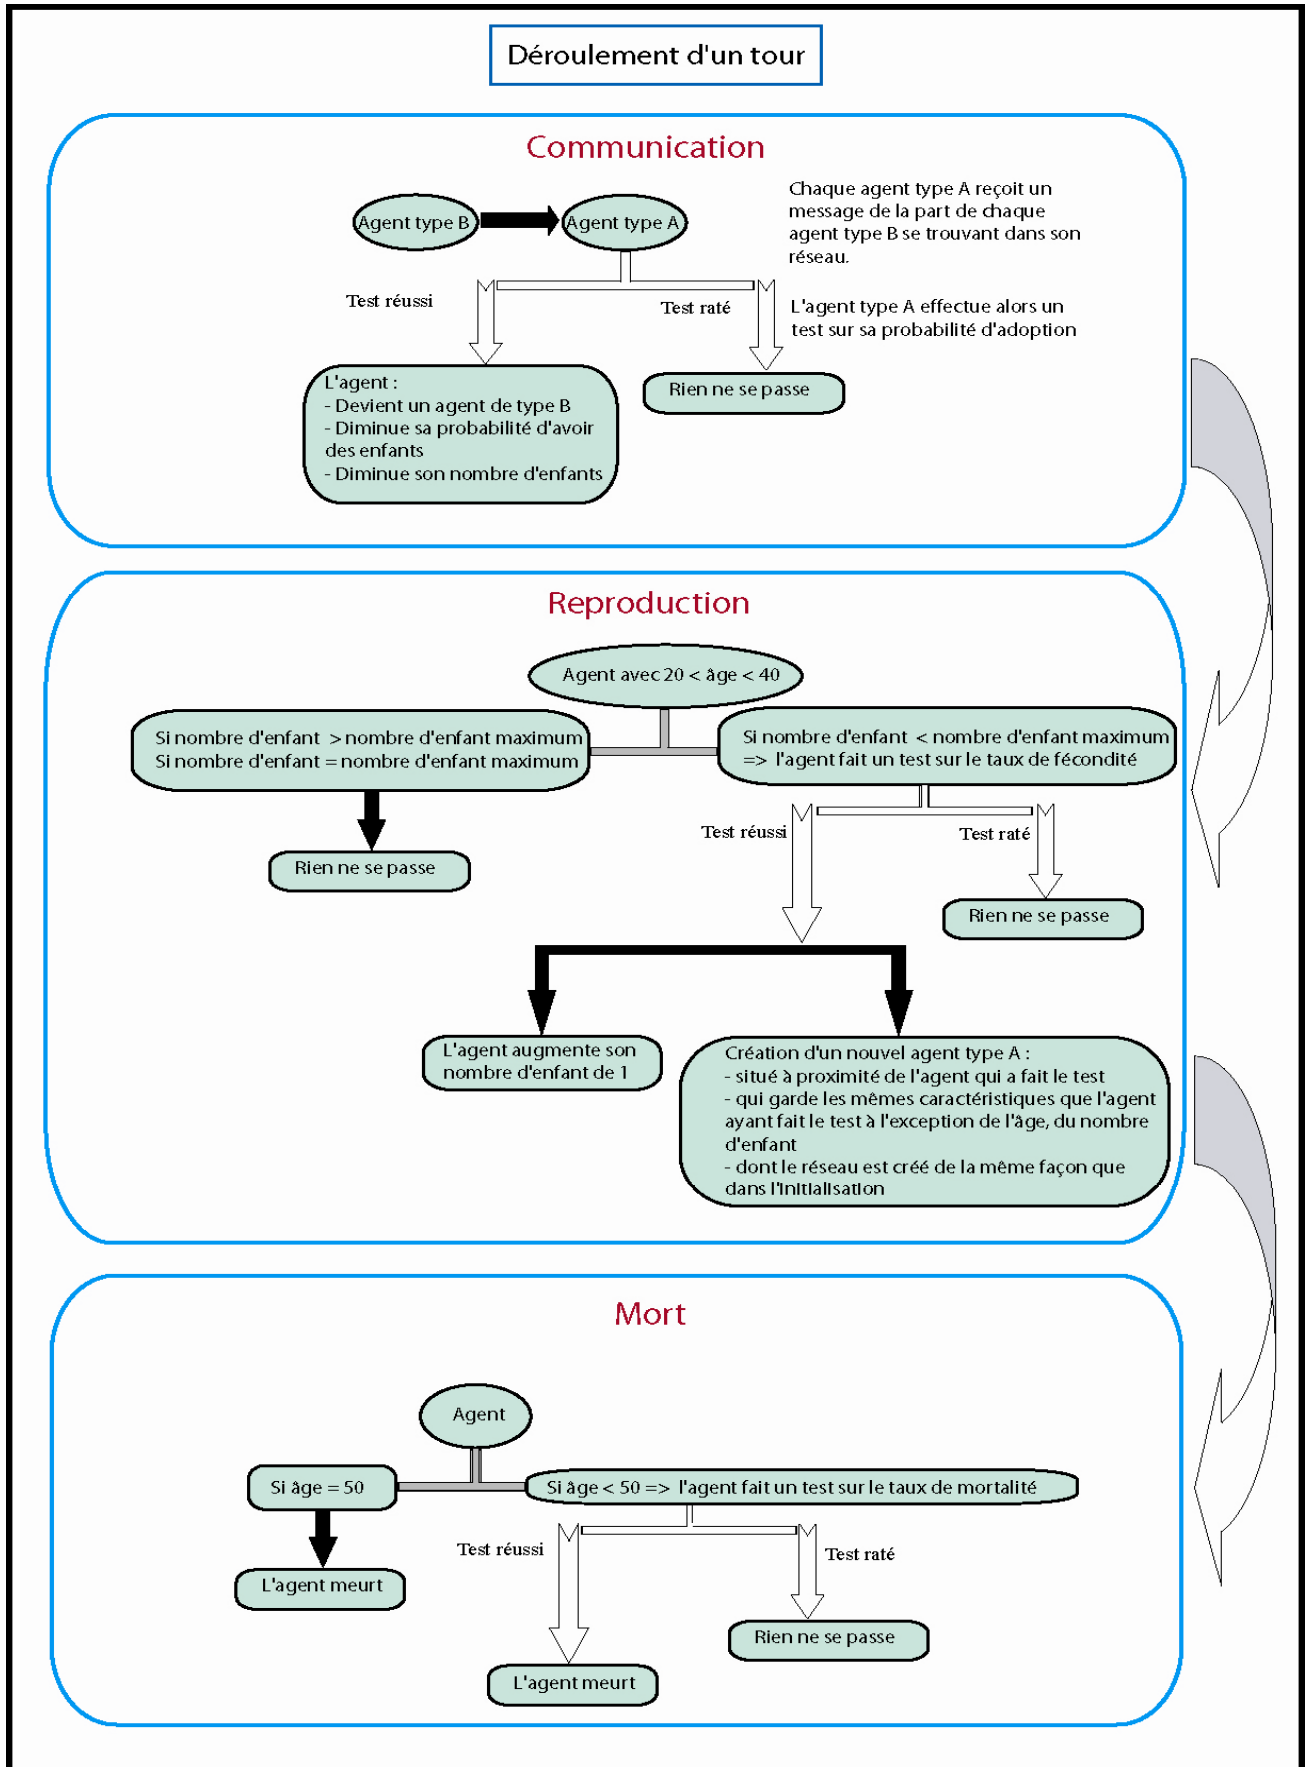 Déroulement d'un tour
Communication
Agent type B
Agent type A
Chaque agent type A reçoit un
message de la part de chaque
agent type B se trouvant dans son
réseau.
L'agent type A effectue alors un
test sur sa probabilité d'adoption
Test réussi
Test raté
L'agent :
- Devient un agent de type B
- Diminue sa probabilité d'avoir
des enfants
- Diminue son nombre d'enfants
Rien ne se passe
Reproduction
Agent avec 20 < âge < 40
Si nombre d'enfant > nombre d'enfant maximum
Si nombre d'enfant = nombre d'enfant maximum
Si nombre d'enfant < nombre d'enfant maximum
=> l'agent fait un test sur le taux de fécondité
Rien ne se passe
Test réussi
Test raté
Rien ne se passe
L'agent augmente son
nombre d'enfant de 1
Création d'un nouvel agent type A :
- situé à proximité de l'agent qui a fait le test
- qui garde les mêmes caractéristiques que l'agent
ayant fait le test à l'exception de l'âge, du nombre
d'enfant
- dont le réseau est créé de la même façon que
dans l'initialisation
Mort
Agent
Si âge = 50
Si âge < 50 => l'agent fait un test sur le taux de mortalité
L'agent meurt
Test réussi
Test raté
Rien ne se passe
L'agent meurt